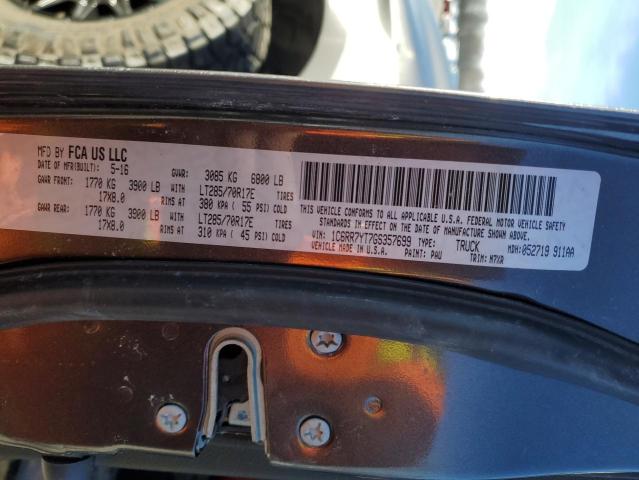 MFD BY FCA US LLC
DATE OF MFR(BUILT): 5-16 GVWR: 3085 KG 6800 LB
GAWR FRONT: 1770 KG 3900 LB WITH LT285/70R17E TIRES
17X8.0 RIMS AT 380 KPA ( 55 PSI) COLD
GAWR REAR: 1770 KG 3900 LB WITH LT285/70R17E TIRES
17X8.0 RIMS AT 310 KPA ( 45 PSI) COLD
THIS VEHICLE CONFORMS TO ALL APPLICABLE U.S.A. FEDERAL MOTOR VEHICLE SAFETY
STANDARDS IN EFFECT ON THE DATE OF MANUFACTURE SHOWN ABOVE.
VIN: 1C6RR7YT7GS357699 TYPE: TRUCK MDH:052719 911AA
VEHICLE MADE IN U.S.A. PAINT: PAU TRIM: M7XR